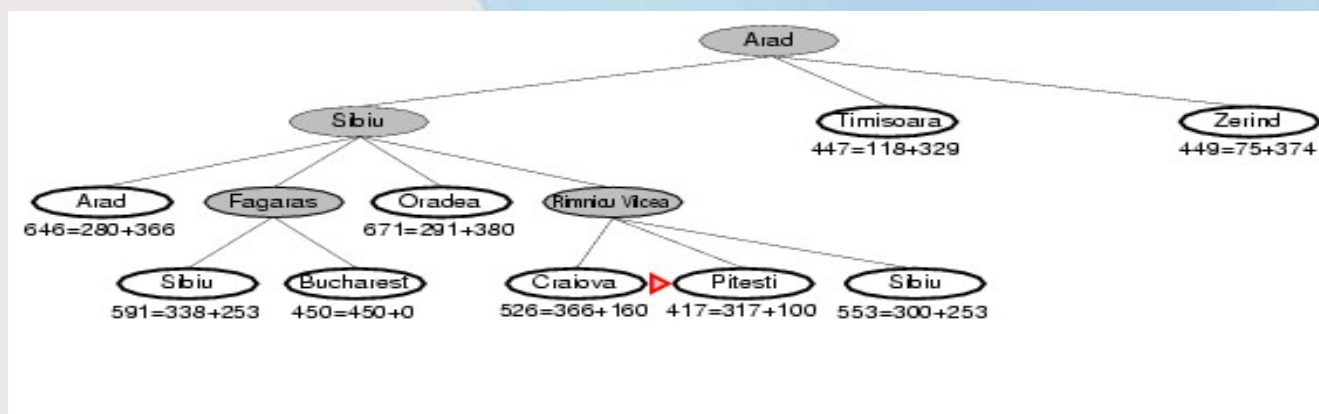 Arad
Sibiu
Timisoara
Zerind
447=118+329
449=75+374
Arad
Fagaras
Oradea
Rimnicu Vilcea
646=280+366
671=291+380
Sibiu
Bucharest
Craiova
Pitesti
Sibiu
591=338+253
450=450+0
526=366+160
417=317+100
553=300+253